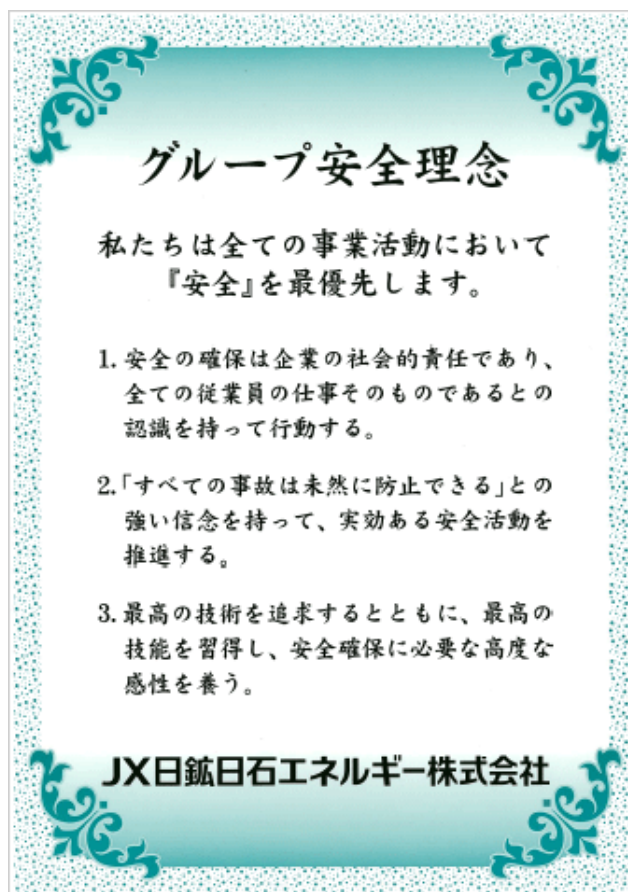 グループ安全理念
私たちは全ての事業活動において
『安全』を最優先します。
1. 安全の確保は企業の社会的責任であり、
全ての従業員の仕事そのものであるとの
認識を持って行動する。
2.「すべての事故は未然に防止できる」との
強い信念を持って、実効ある安全活動を
推進する。
3. 最高の技術を追求するとともに、最高の
技能を習得し、安全確保に必要な高度な
感性を養う。
JX日鉱日石エネルギー株式会社